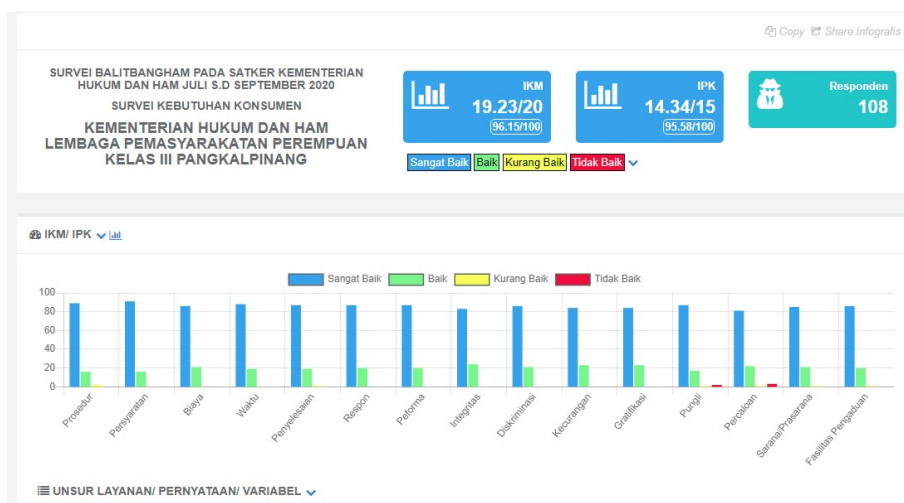 Copy Share Infografis
SURVEI BALITBANGHAM PADA SATKER KEMENTERIAN
HUKUM DAN HAM JULI S.D SEPTEMBER 2020
SURVEI KEBUTUHAN KONSUMEN
KEMENTERIAN HUKUM DAN HAM
LEMBAGA PEMASYARAKATAN PEREMPUAN
KELAS III PANGKALPINANG
IKM
19.23/20
96.15/100
IPK
14.34/15
95.58/100
Responden
108
Sangat Baik Baik Kurang Baik Tidak Baik
IKM/ IPK
Sangat Baik Baik Kurang Baik Tidak Baik
100
80
60
40
20
0
Prosedur
Persyaratan
Biaya
Waktu
Penyelesaian
Respon
Peforma
Integritas
Diskriminasi
Kecurangan
Gratifikasi
Pungli
Percaloan
Sarana/Prasarana
Fasilitas Pengaduan
UNSUR LAYANAN/ PERNYATAAN/ VARIABEL